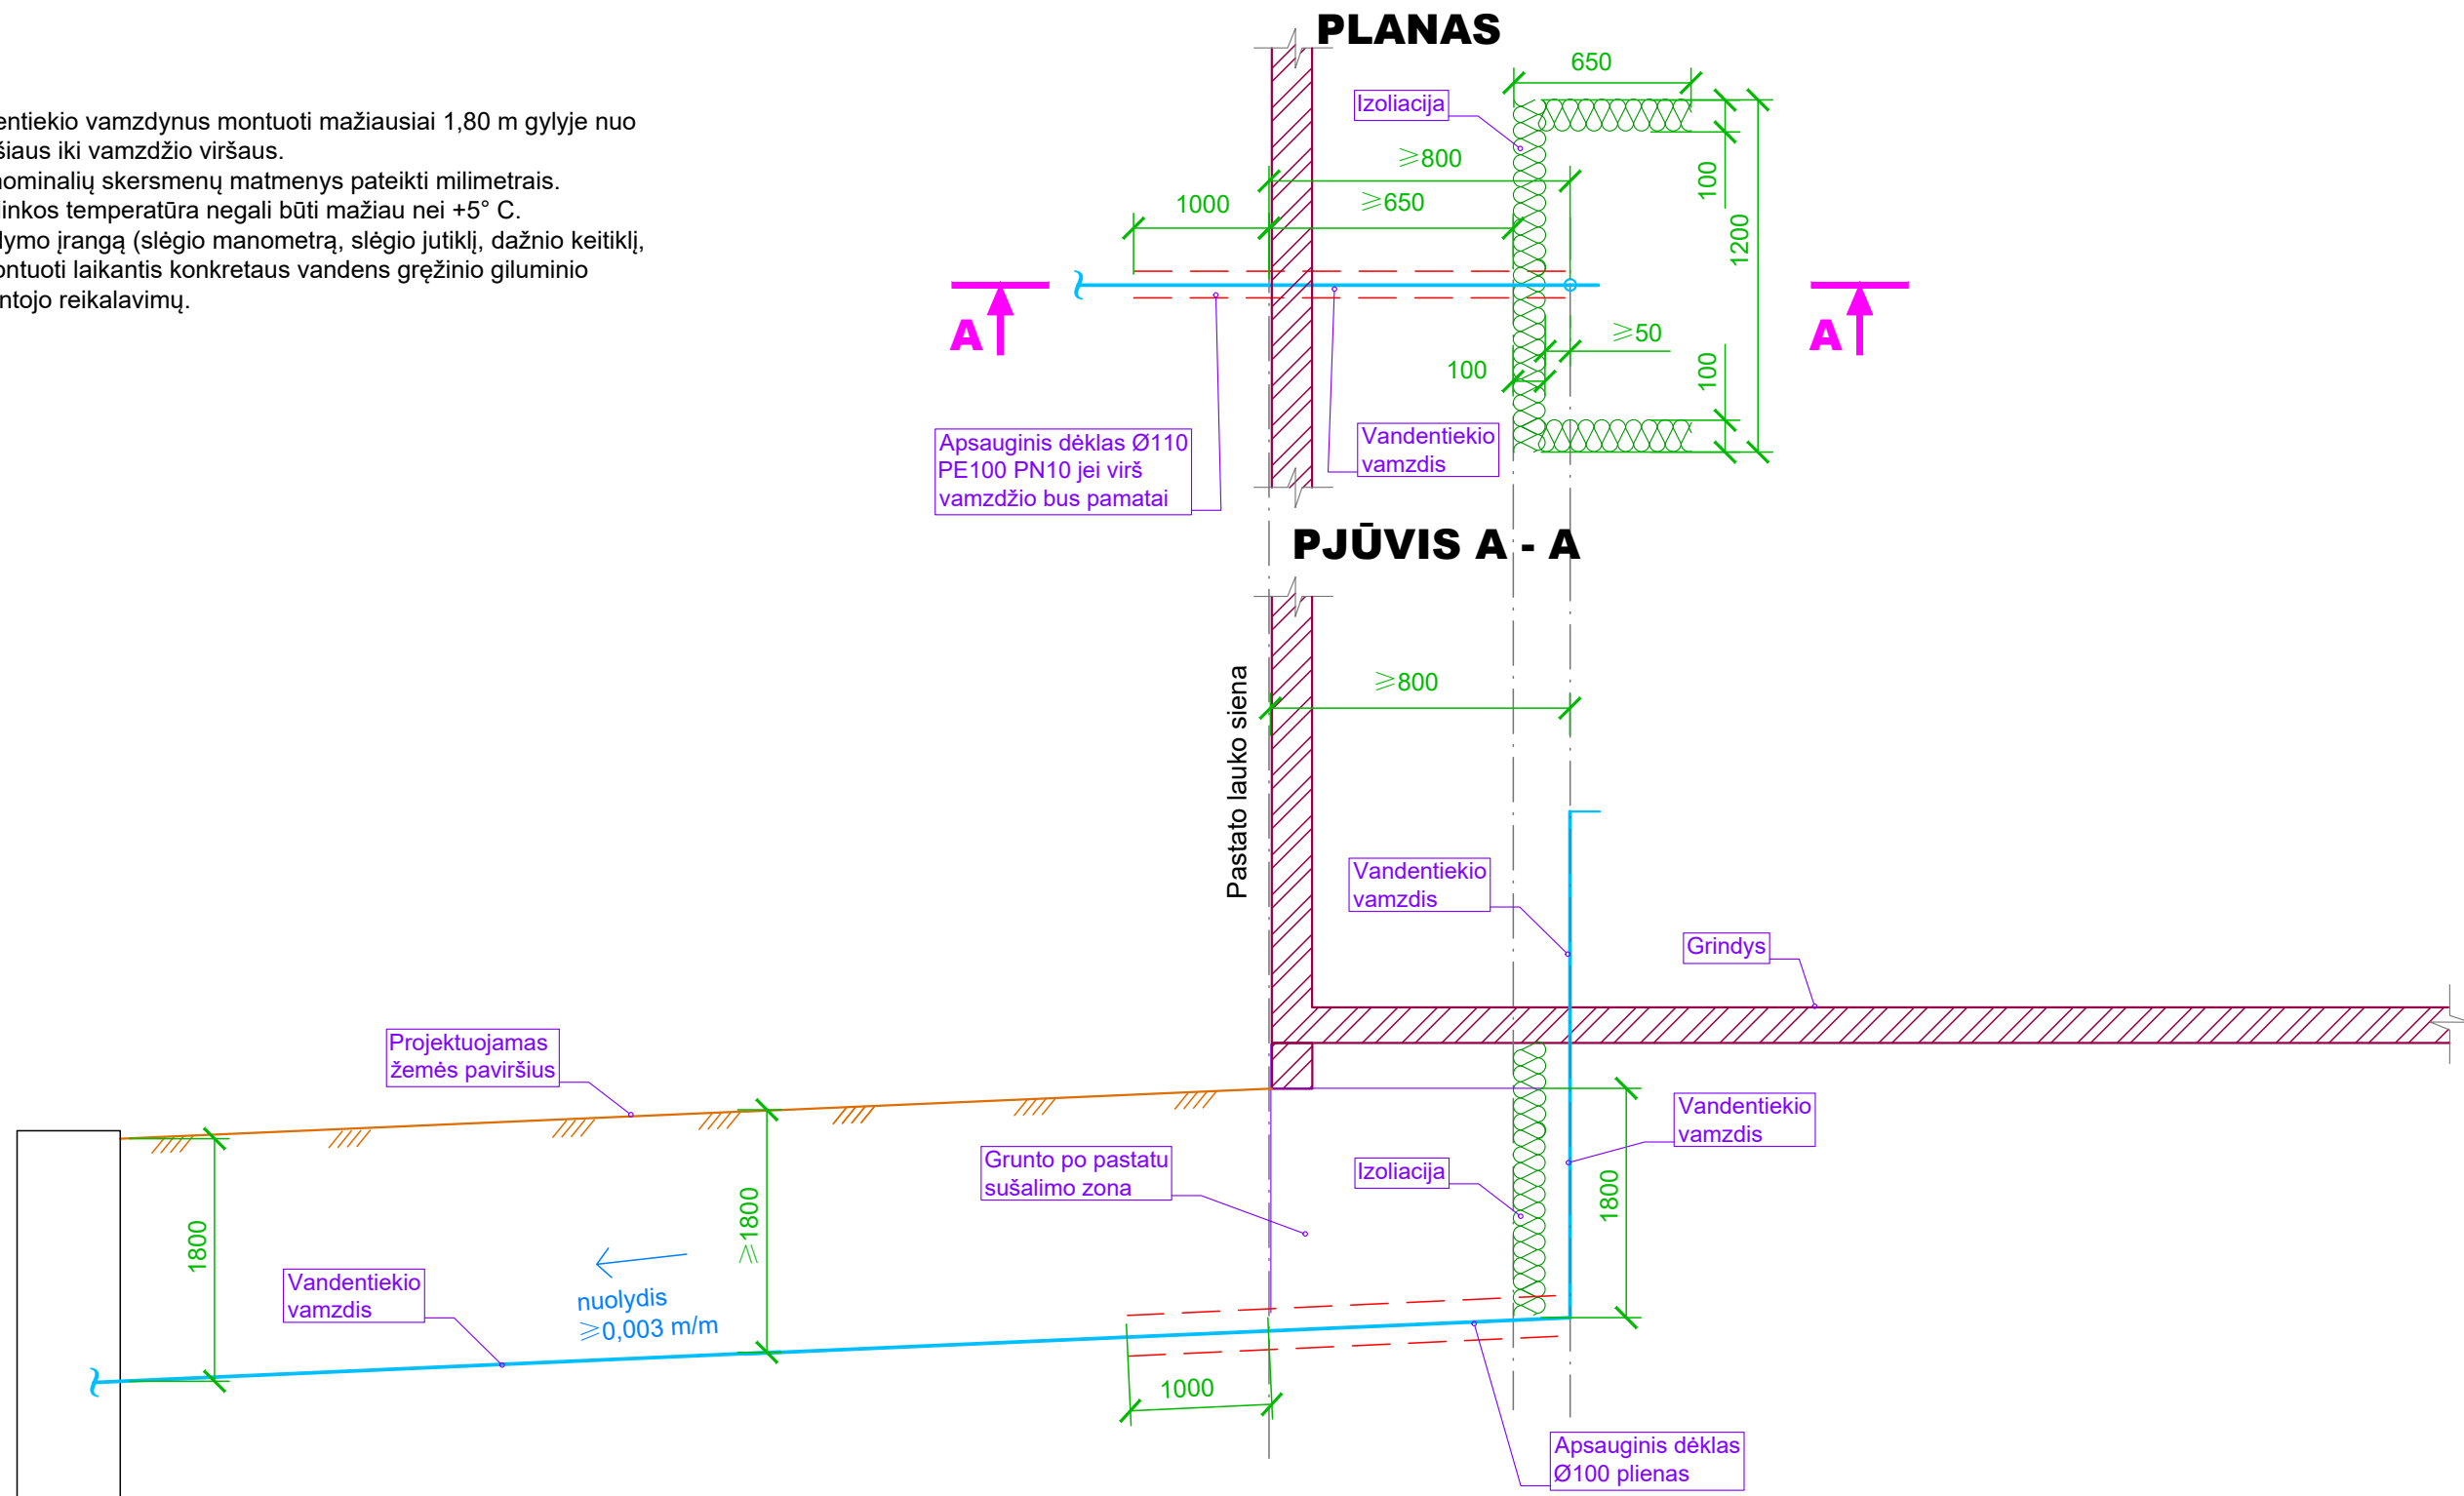 PLANAS
entiekio vamzdynus montuoti mažiausiai 1,80 m gylyje nuo
šiaus iki vamzdžio viršaus.
nominalių skersmenų matmenys pateikti milimetrais.
linkos temperatūra negali būti mažiau nei +5° C.
dymo įrangą (slėgio manometrą, slėgio jutiklį, dažnio keitiklį,
ontuoti laikantis konkretaus vandens gręžinio giluminio
ntojo reikalavimų.
650
Izoliacija
≥800
100
1000
≥650
1200
A
A
≥50
100
100
Apsauginis dėklas Ø110
PE100 PN10 jei virš
vamzdžio bus pamatai
Vandentiekio
vamzdis
PJŪVIS A - A
Pastato lauko siena
≥800
Vandentiekio
vamzdis
Grindys
Projektuojamas
žemės paviršius
Vandentiekio
vamzdis
Grunto po pastatu
sušalimo zona
Izoliacija
1800
≥1800
1800
Vandentiekio
vamzdis
nuolydis
≥0,003 m/m
1000
Apsauginis dėklas
Ø100 plienas